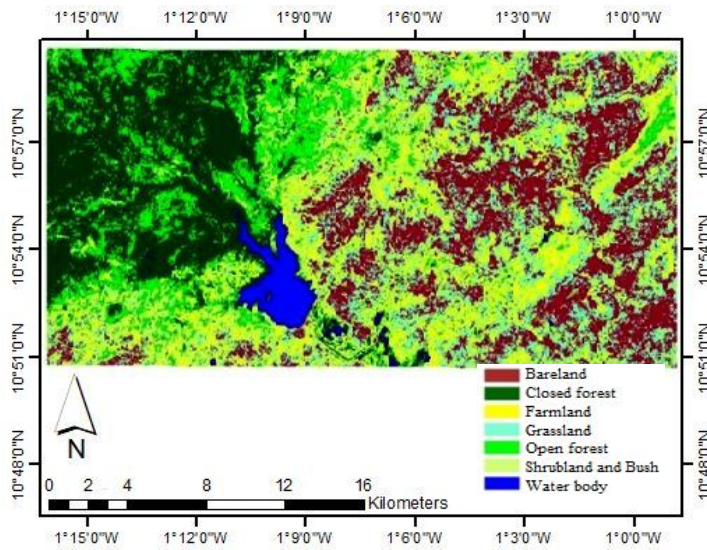 1°15'0"W 1°12'0"W 1°9'0"W 1°6'0"W 1°3'0"W 1°0'0"W
10°57'0"N 10°57'0"N
10°54'0"N 10°54'0"N
10°51'0"N 10°51'0"N
10°48'0"N 10°48'0"N
Bareland
Closed forest
Farmland
Grassland
Open forest
Shrubland and Bush
Water body
N
0 2 4 8 12 16
Kilometers
1°15'0"W 1°12'0"W 1°9'0"W 1°6'0"W 1°3'0"W 1°0'0"W